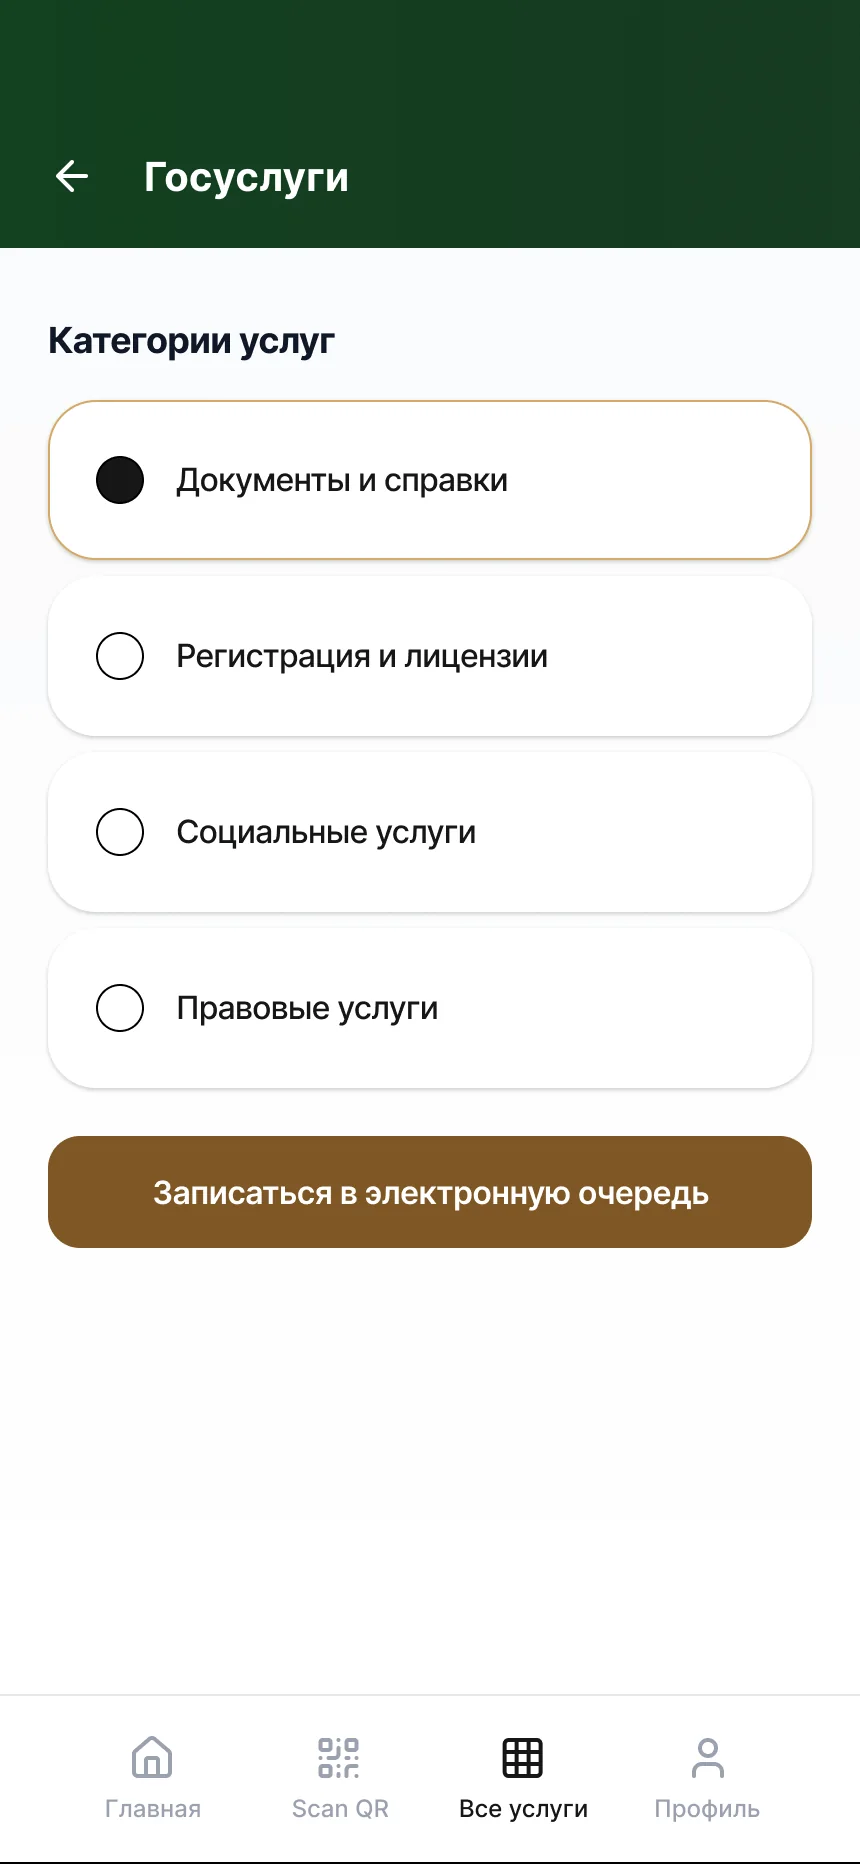 Госуслуги
Категории услуг
Документы и справки
Регистрация и лицензии
Социальные услуги
Правовые услуги
Записаться в электронную очередь
Главная
Scan QR
Все услуги
Профиль